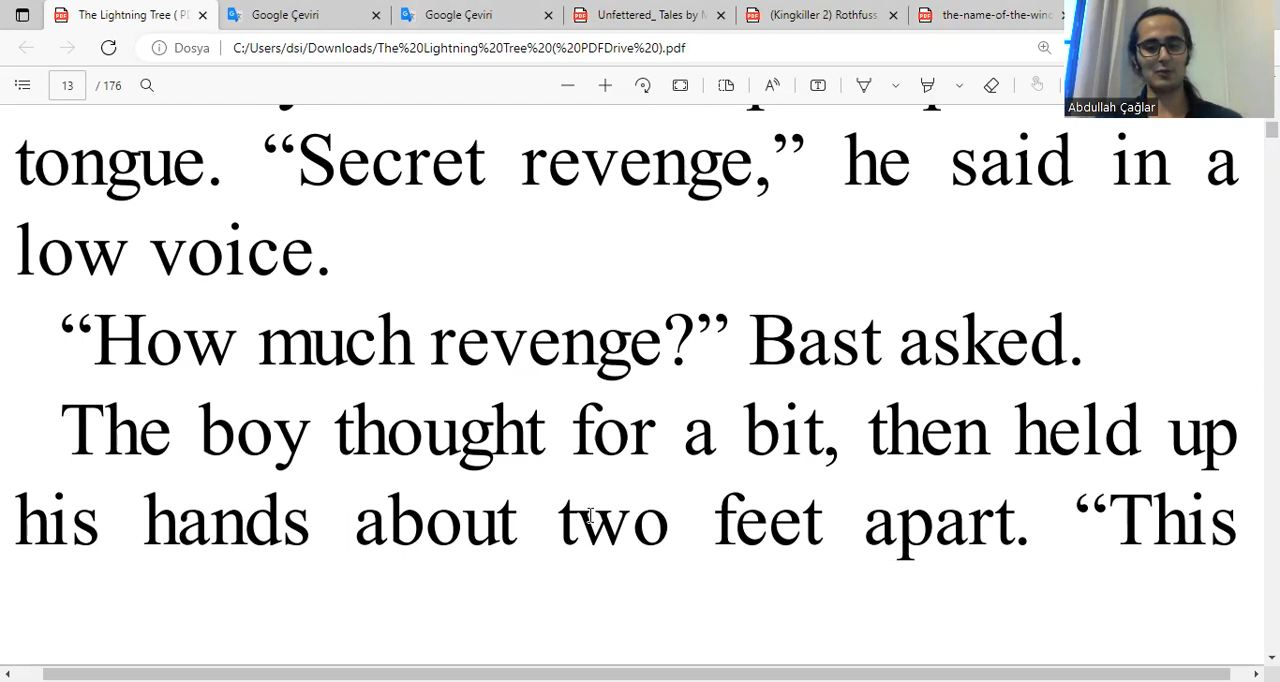 The Lightning Tree ( P
Google Çeviri
Google Çeviri
Unfettered_ Tales by M
(Kingkiller 2) Rothfuss
the-name-of-the-wind
Dosya
C:/Users/dsi/Downloads/The%20Lightning%20Tree%20(%20PDFDrive%20).pdf
13 / 176
Abdullah Çağlar
tongue. “Secret revenge,” he said in a
low voice.
“How much revenge?” Bast asked.
The boy thought for a bit, then held up
his hands about two feet apart. “This